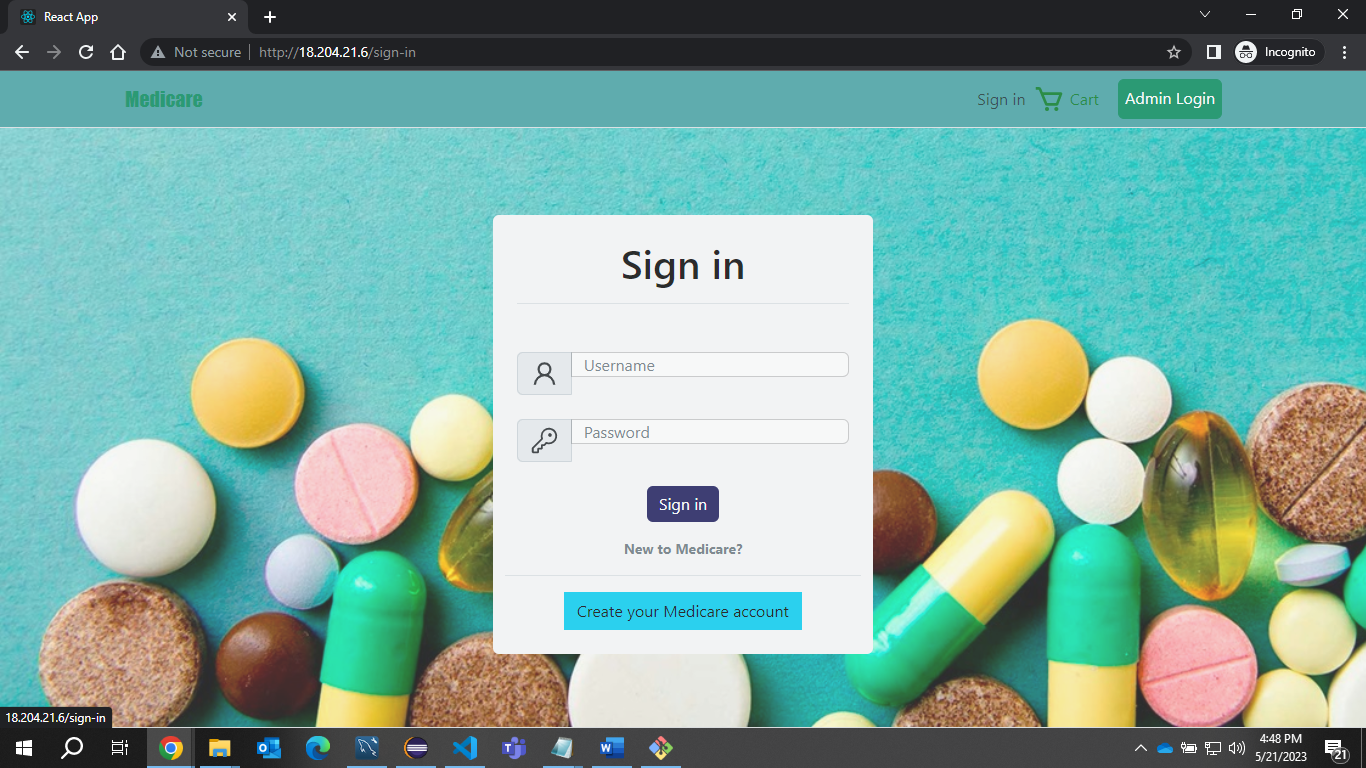 React App
Not secure http://18.204.21.6/sign-in Incognito
Medicare Sign in Cart Admin Login
Sign in
Username
Password
Sign in
New to Medicare?
Create your Medicare account
18.204.21.6/sign-in
4:48 PM
5/21/2023
21